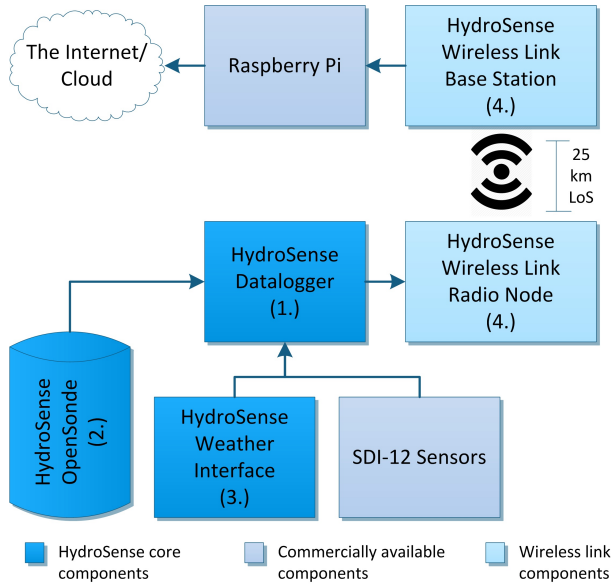 The Internet/
Cloud
Raspberry Pi
HydroSense
Wireless Link
Base Station
(4.)
25
km
LoS
HydroSense
Datalogger
(1.)
HydroSense
Wireless Link
Radio Node
(4.)
HydroSense
OpenSonde
(2.)
HydroSense
Weather
Interface
(3.)
SDI-12 Sensors
HydroSense core
components
Commercially available
components
Wireless link
components